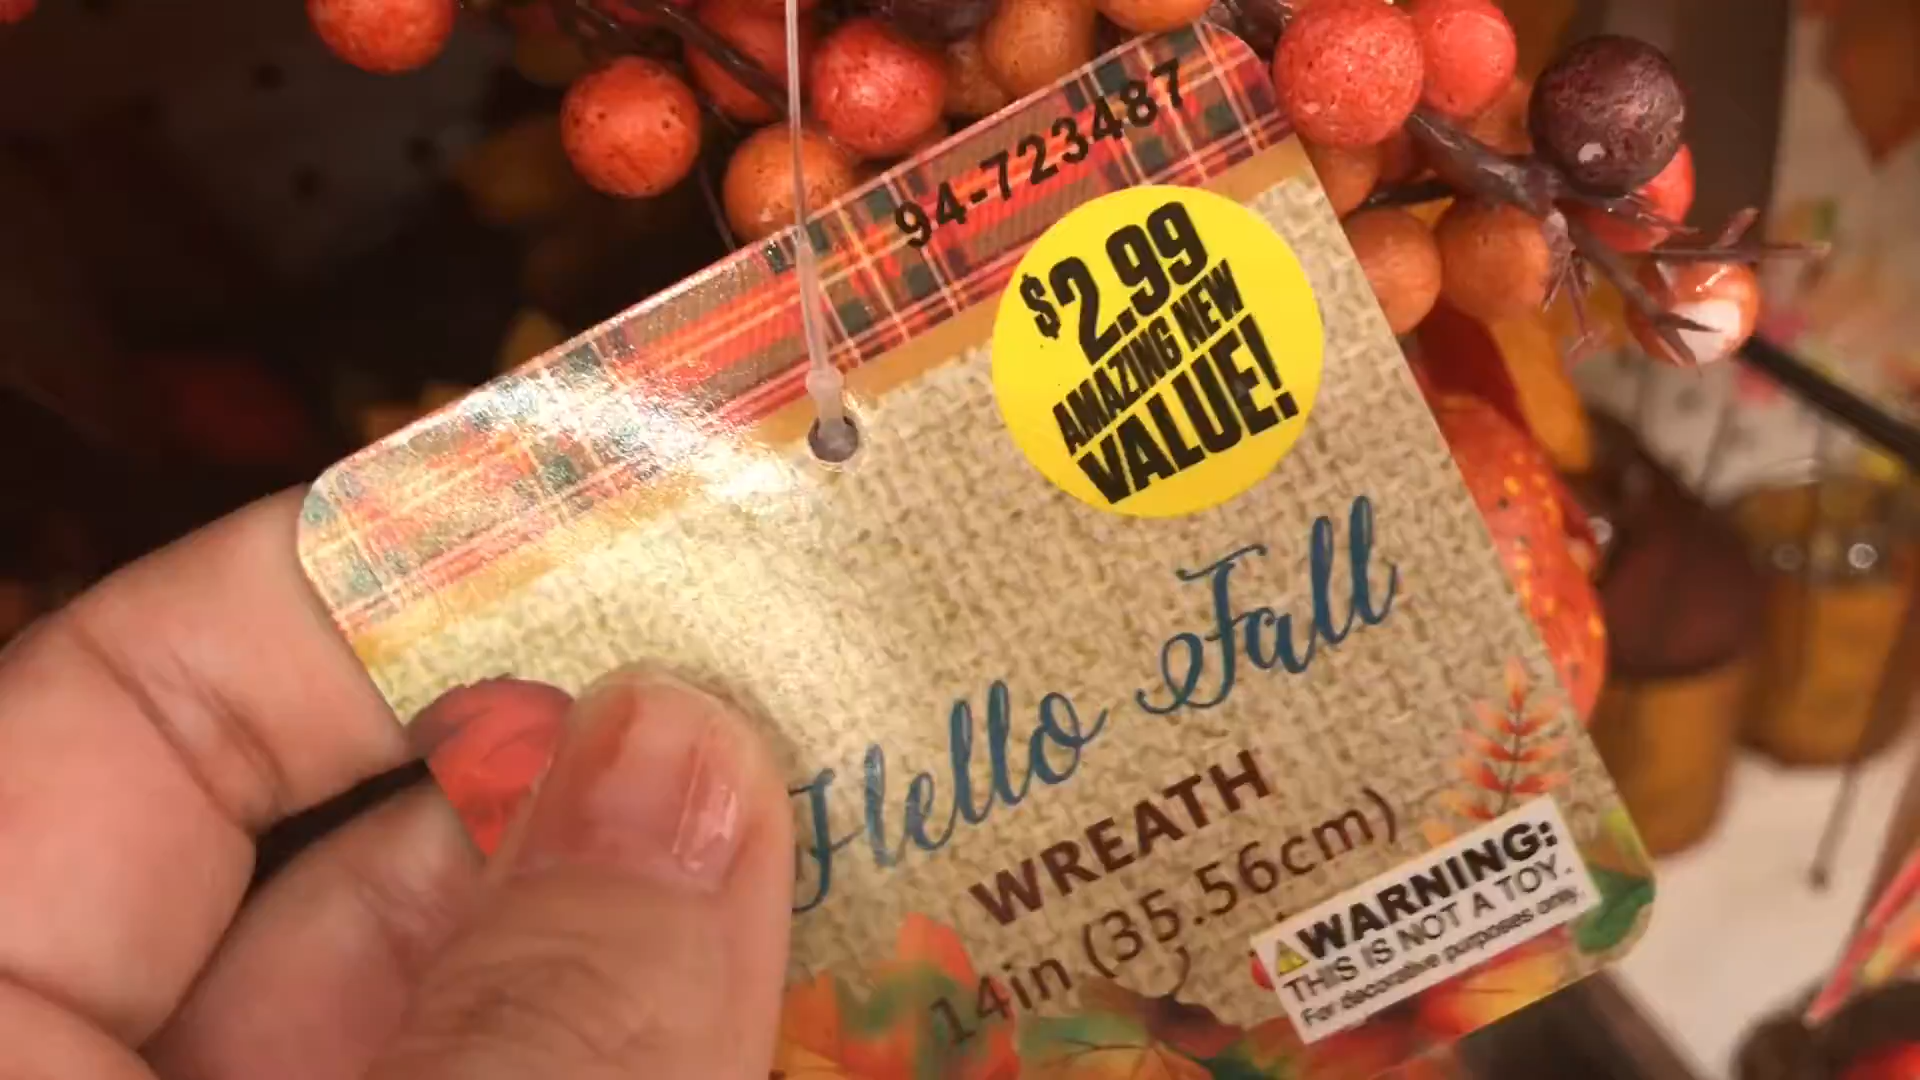 94-723487
$2.99
AMAZING NEW
VALUE!
Hello Fall
WREATH
14in (35.56cm)
WARNING:
THIS IS NOT A TOY.
For decorative purposes only.